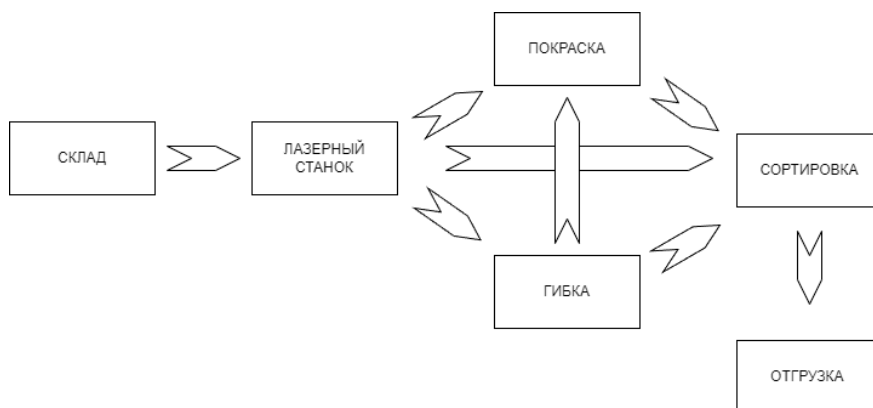 ПОКРАСКА
СКЛАД
ЛАЗЕРНЫЙ
СТАНОК
СОРТИРОВКА
ГИБКА
ОТГРУЗКА